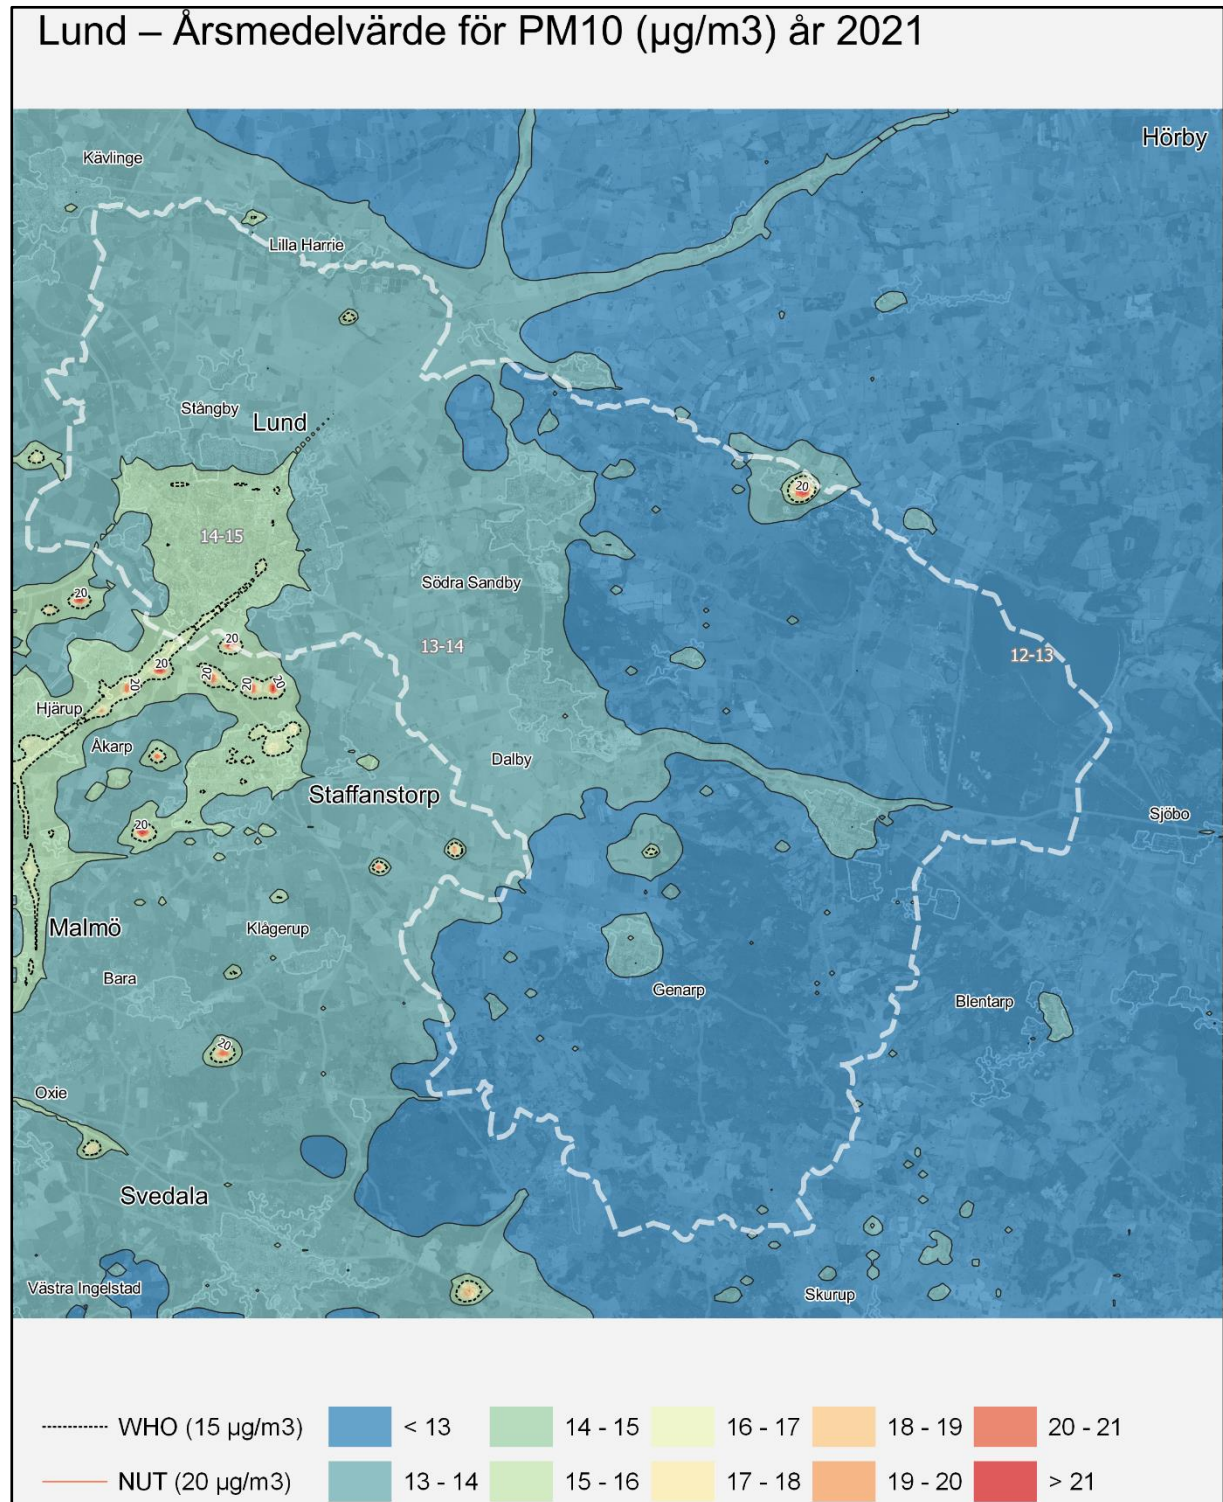 Lund – Årsmedelvärde för PM10 (µg/m3) år 2021
Hörby
Kävlinge
Lilla Harrie
Stångby
Lund
20
14-15
Södra Sandby
20
20
13-14
12-13
20
20
20
20
20
Hjärup
Åkarp
Dalby
Staffanstorp
Sjöbo
20
Malmö
Klågerup
Bara
Genarp
Blentarp
20
Oxie
Svedala
Västra Ingelstad
Skurup
WHO (15 µg/m3) < 13 14 - 15 16 - 17 18 - 19 20 - 21
NUT (20 µg/m3) 13 - 14 15 - 16 17 - 18 19 - 20 > 21